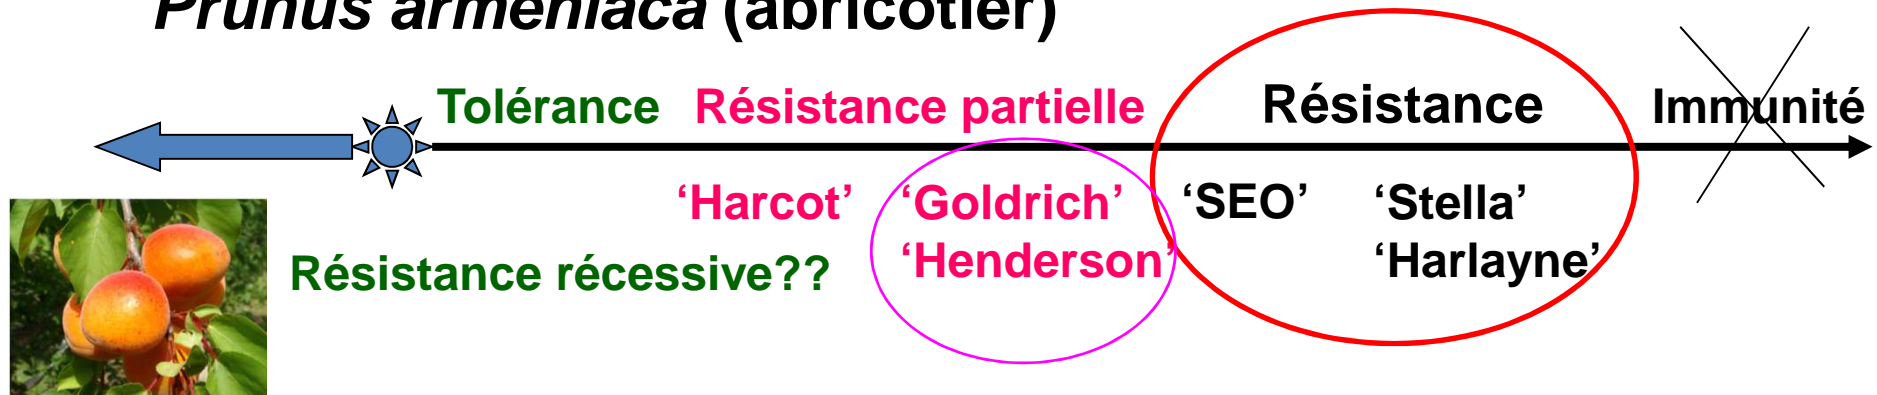 Prunus armeniaca (abricotier)
Tolérance Résistance partielle Résistance Immunité
‘Harcot’ ‘Goldrich’ ‘SEO’ ‘Stella’
‘Henderson’ ‘Harlayne’
Résistance récessive??